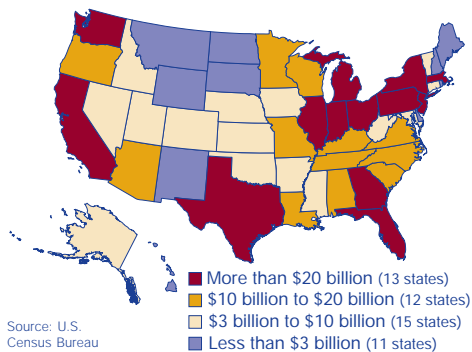 More than $20 billion (13 states)
$10 billion to $20 billion (12 states)
$3 billion to $10 billion (15 states)
Less than $3 billion (11 states)
Source: U.S.
Census Bureau